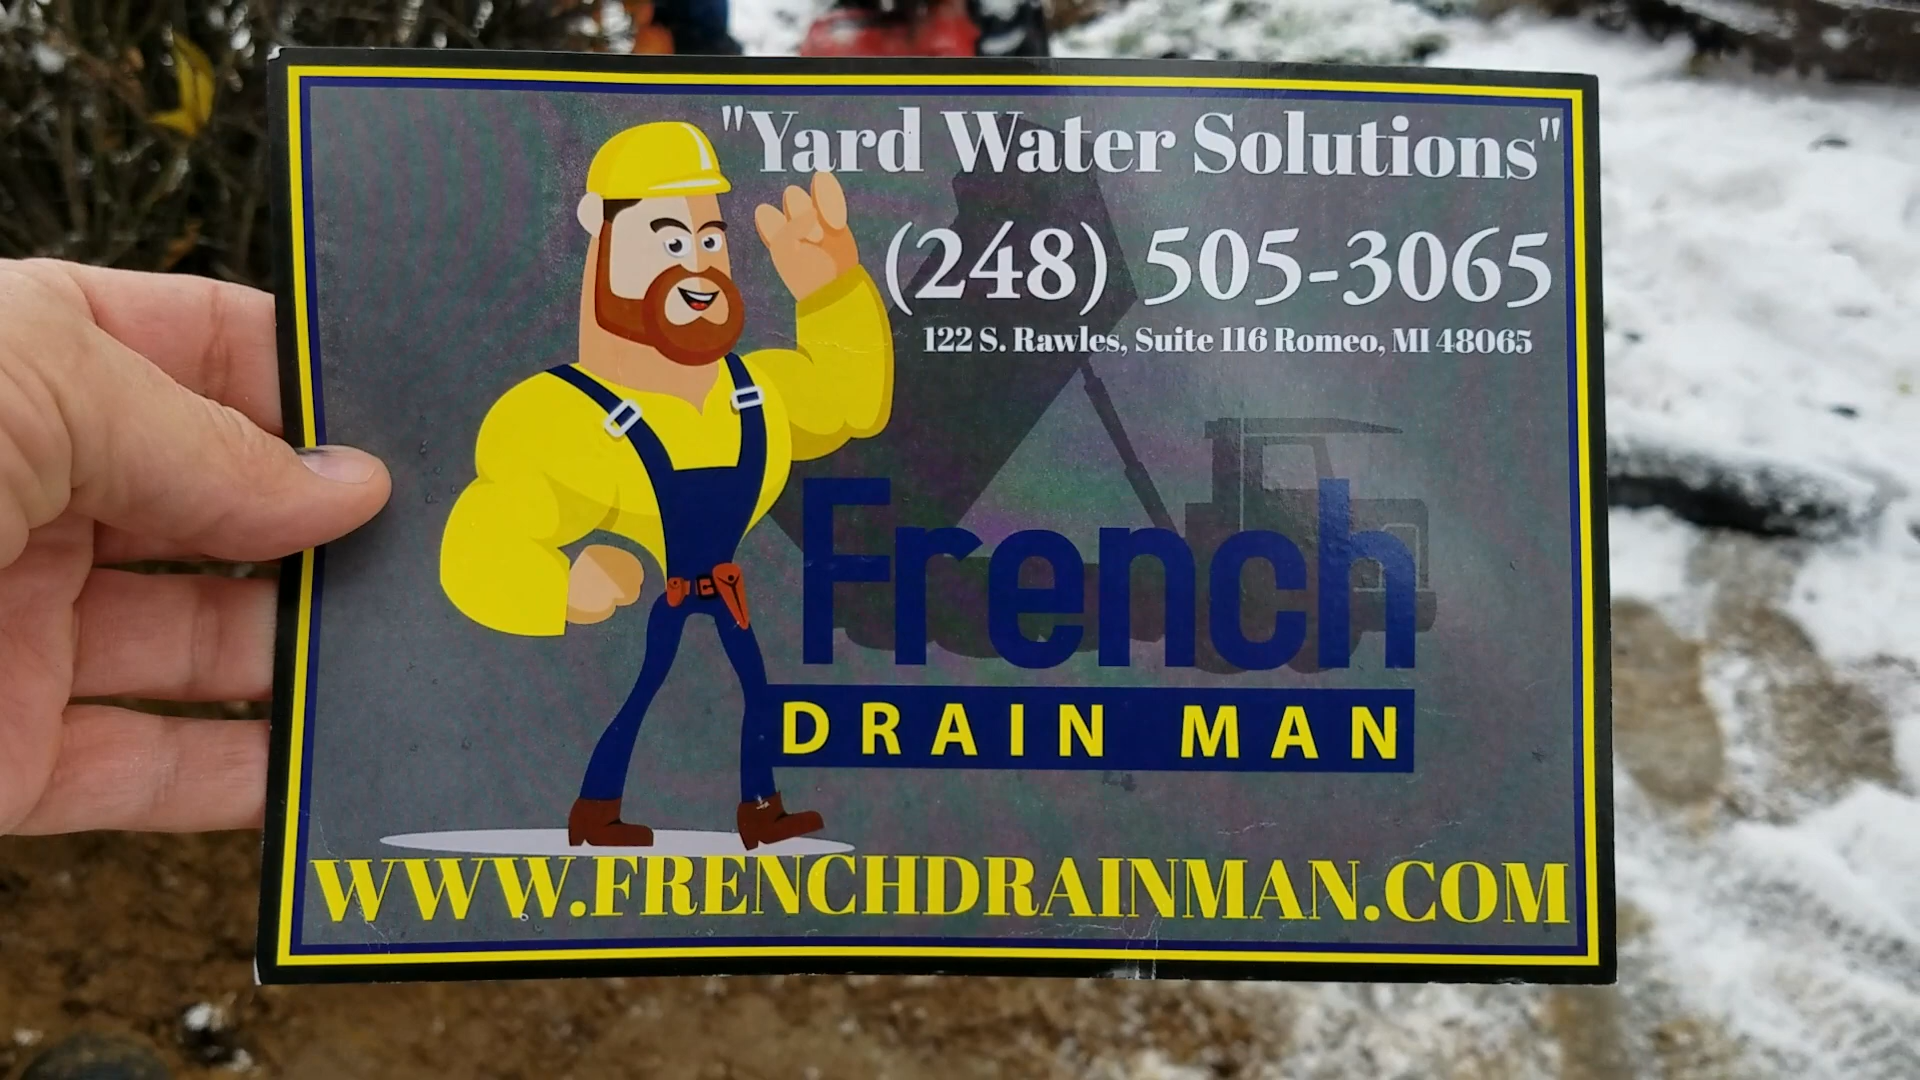 "Yard Water Solutions"
(248) 505-3065
122 S. Rawles, Suite 116 Romeo, MI 48065
French
DRAIN MAN
WWW.FRENCHDRAINMAN.COM